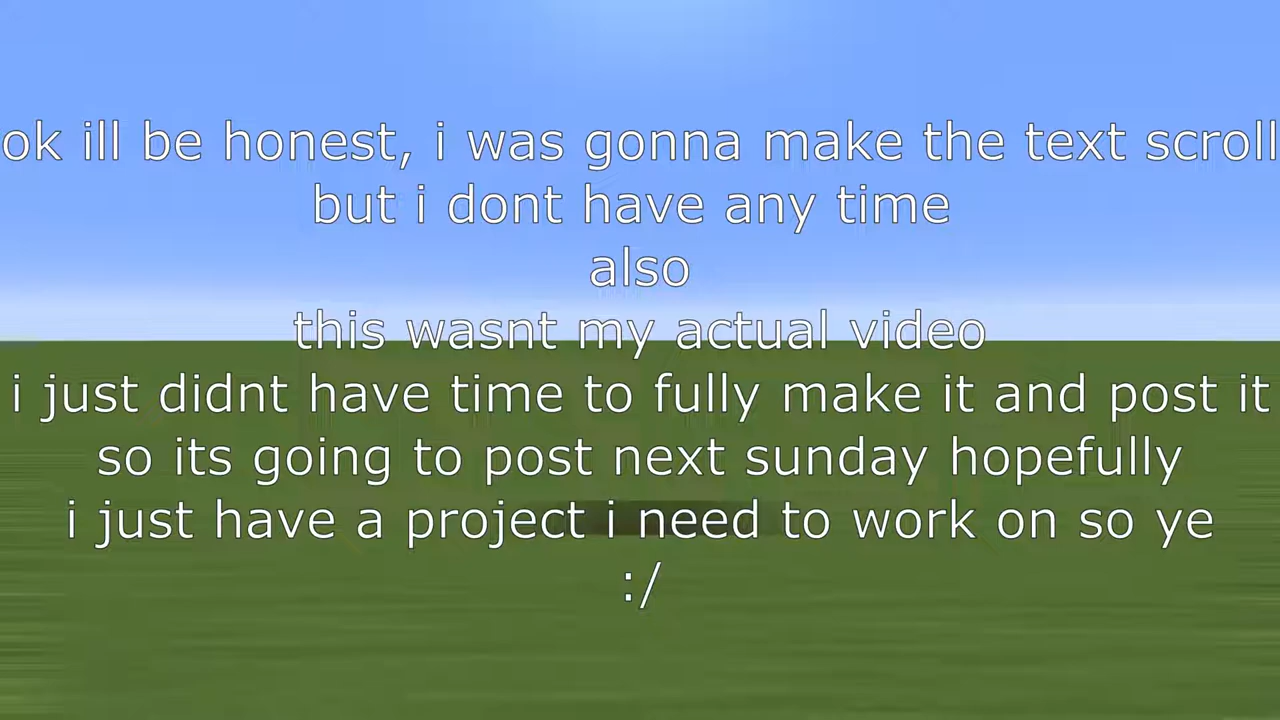 ok ill be honest, i was gonna make the text scroll
but i dont have any time
also
this wasnt my actual video
i just didnt have time to fully make it and post it
so its going to post next sunday hopefully
i just have a project i need to work on so ye
:/